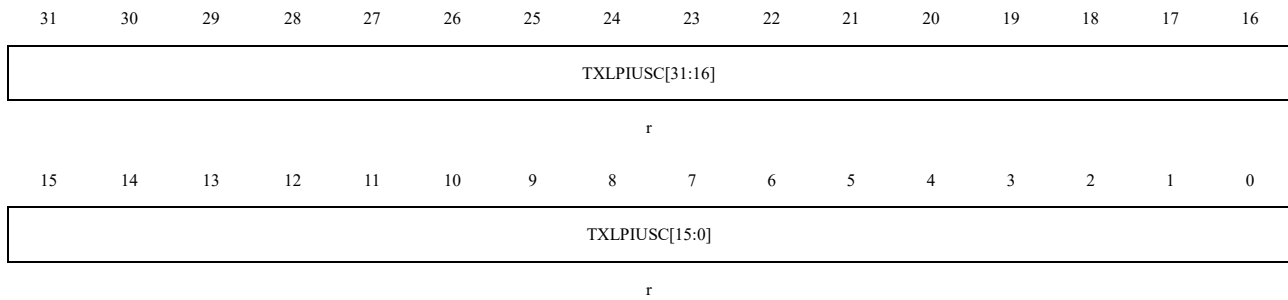 31 30 29 28 27 26 25 24 23 22 21 20 19 18 17 16
TXLPIUSC[31:16]
r
15 14 13 12 11 10 9 8 7 6 5 4 3 2 1 0
TXLPIUSC[15:0]
r